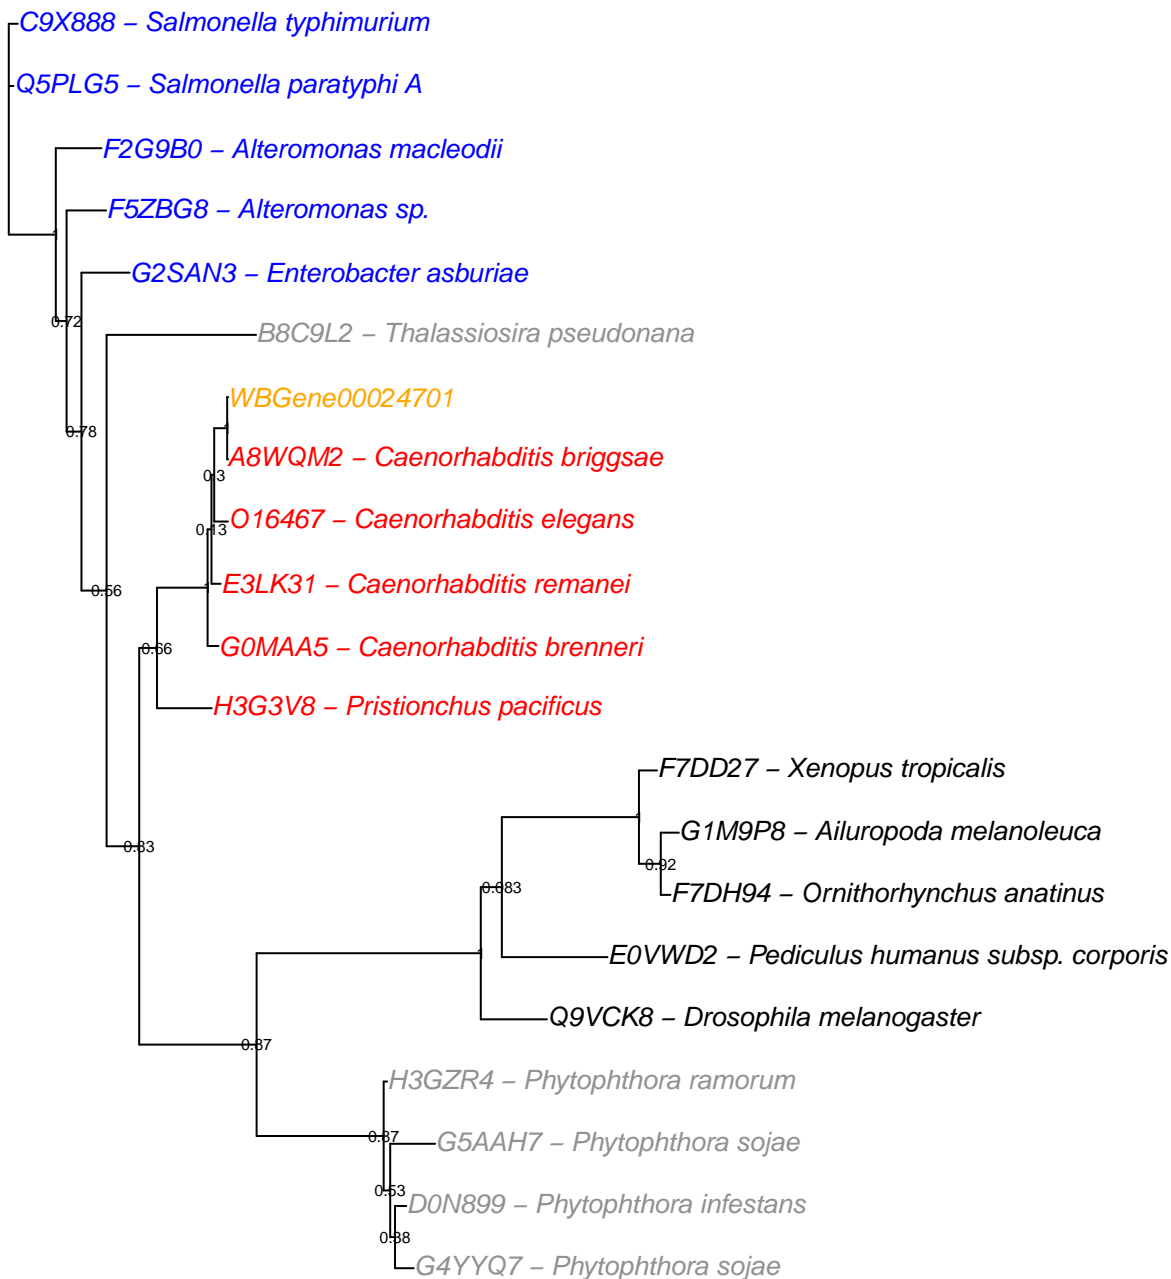 C9X888 – Salmonella typhimurium
Q5PLG5 – Salmonella paratyphi A
F2G9B0 – Alteromonas macleodii
F5ZBG8 – Alteromonas sp.
1
G2SAN3 – Enterobacter asburiae
0.72
B8C9L2 – Thalassiosira pseudonana
WBGene00024701
1
0.78
A8WQM2 – Caenorhabditis briggsae
0.3
O16467 – Caenorhabditis elegans
0.13
E3LK31 – Caenorhabditis remanei
1
0.56
G0MAA5 – Caenorhabditis brenneri
0.66
H3G3V8 – Pristionchus pacificus
F7DD27 – Xenopus tropicalis
1
G1M9P8 – Ailuropoda melanoleuca
0.83
0.92
0.083
F7DH94 – Ornithorhynchus anatinus
1
E0VWD2 – Pediculus humanus subsp. corporis
Q9VCK8 – Drosophila melanogaster
0.87
H3GZR4 – Phytophthora ramorum
0.87
G5AAH7 – Phytophthora sojae
0.53
D0N899 – Phytophthora infestans
0.38
G4YYQ7 – Phytophthora sojae